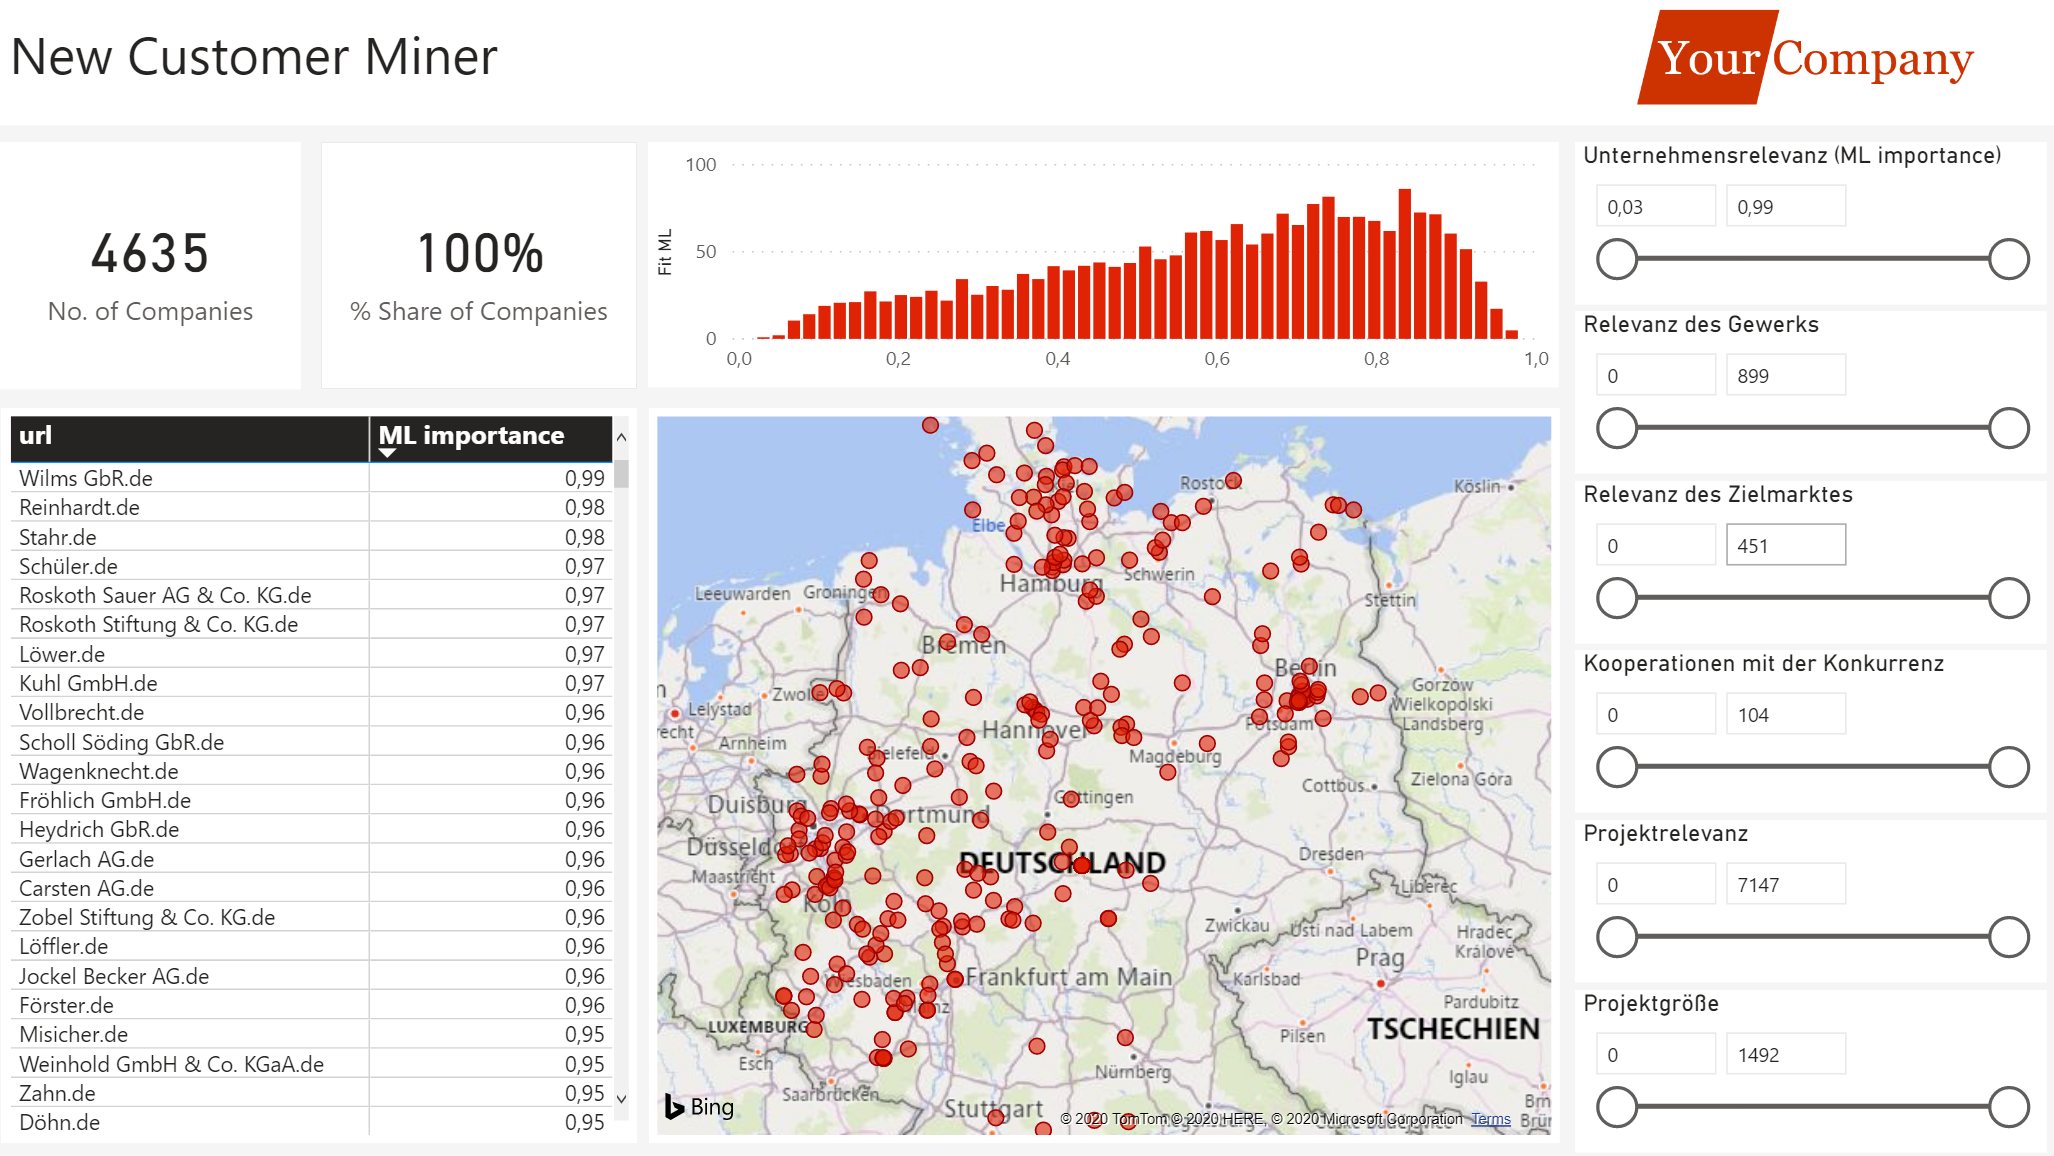 New Customer Miner
Your Company
4635
No. of Companies
100%
% Share of Companies
Fit ML
100
50
0
0,0 0,2 0,4 0,6 0,8 1,0
url ML importance
Wilms GbR.de 0,99
Reinhardt.de 0,98
Stahr.de 0,98
Schüler.de 0,97
Roskoth Sauer AG & Co. KG.de 0,97
Roskoth Stiftung & Co. KG.de 0,97
Löwer.de 0,97
Kuhl GmbH.de 0,97
Vollbrecht.de 0,96
Scholl Söding GbR.de 0,96
Wagenknecht.de 0,96
Fröhlich GmbH.de 0,96
Heydrich GbR.de 0,96
Gerlach AG.de 0,96
Carsten AG.de 0,96
Zobel Stiftung & Co. KG.de 0,96
Löffler.de 0,96
Jockel Becker AG.de 0,96
Förster.de 0,96
Misicher.de 0,95
Weinhold GmbH & Co. KGaA.de 0,95
Zahn.de 0,95
Döhn.de 0,95
Rostock
Köslin
Elbe
Hamburg
Schwerin
Leeuwarden
Groningen
Stettin
Bremen
Berlin
Zwolle
Lelystad
Gorzów
Wielkopolski
Landsberg
Hannover
Potsdam
Arnheim
Bielefeld
Magdeburg
Cottbus
Zielona Góra
Duisburg
Dortmund
Göttingen
Düsseldo
DEUTSCHLAND
Dresden
Maastricht
Liberec
Köln
Zwickau
Usti nad Labem
Hradec
Králové
Prag
Wiesbaden
Frankfurt am Main
Karlsbad
Pardubitz
LUXEMBURG
TSCHECHIEN
Pilsen
Esch
Nürnberg
Iglau
Saarbrücken
Stuttgart
Bing
© 2020 TomTom © 2020 HERE, © 2020 Microsoft Corporation Terms
Unternehmensrelevanz (ML importance)
0,03 0,99
Relevanz des Gewerks
0 899
Relevanz des Zielmarktes
0 451
Kooperationen mit der Konkurrenz
0 104
Projektrelevanz
0 7147
Projektgröße
0 1492